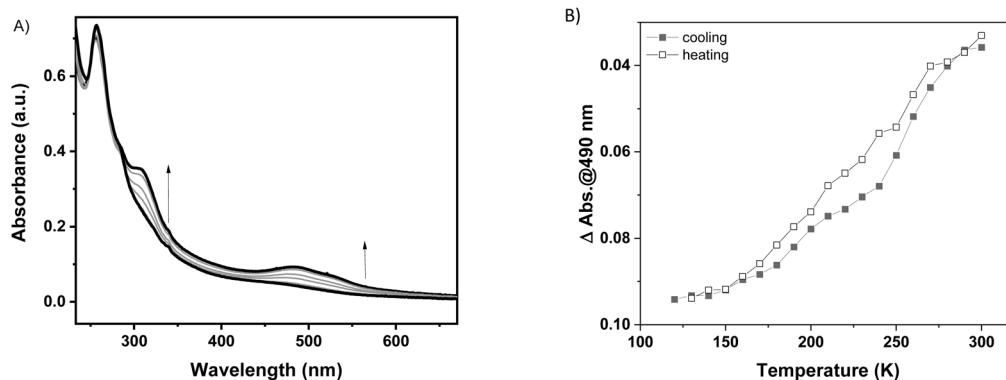 A)
0.6
0.4
0.2
0.0
Absorbance (a.u.)
300
400
500
600
Wavelength (nm)
B)
cooling
heating
0.04
0.06
0.08
0.10
Δ Abs.@490 nm
100
150
200
250
300
Temperature (K)